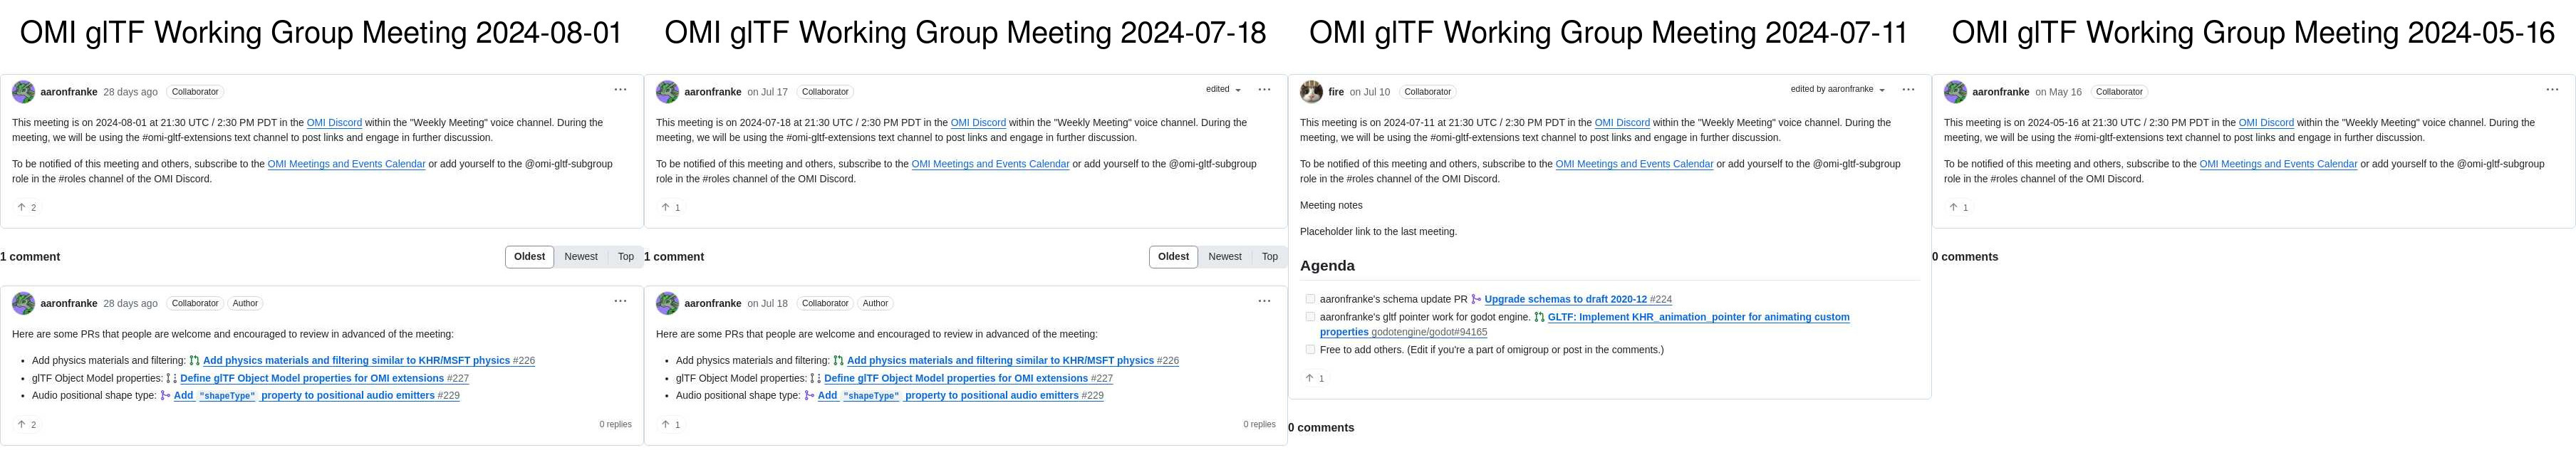 OMI glTF Working Group Meeting 2024-08-01
aaronfranke 28 days ago Collaborator ...
This meeting is on 2024-08-01 at 21:30 UTC / 2:30 PM PDT in the OMI Discord within the "Weekly Meeting" voice channel. During the
meeting, we will be using the #omi-gltf-extensions text channel to post links and engage in further discussion.
To be notified of this meeting and others, subscribe to the OMI Meetings and Events Calendar or add yourself to the @omi-gltf-subgroup
role in the #roles channel of the OMI Discord.
↑ 2
1 comment Oldest Newest Top
aaronfranke 28 days ago Collaborator Author ...
Here are some PRs that people are welcome and encouraged to review in advanced of the meeting:
• Add physics materials and filtering: Add physics materials and filtering similar to KHR/MSFT physics #226
• glTF Object Model properties: Define glTF Object Model properties for OMI extensions #227
• Audio positional shape type: Add "shapeType" property to positional audio emitters #229
↑ 2 0 replies
OMI glTF Working Group Meeting 2024-07-18
aaronfranke on Jul 17 Collaborator edited ...
This meeting is on 2024-07-18 at 21:30 UTC / 2:30 PM PDT in the OMI Discord within the "Weekly Meeting" voice channel. During the
meeting, we will be using the #omi-gltf-extensions text channel to post links and engage in further discussion.
To be notified of this meeting and others, subscribe to the OMI Meetings and Events Calendar or add yourself to the @omi-gltf-subgroup
role in the #roles channel of the OMI Discord.
↑ 1
1 comment Oldest Newest Top
aaronfranke on Jul 18 Collaborator Author ...
Here are some PRs that people are welcome and encouraged to review in advanced of the meeting:
• Add physics materials and filtering: Add physics materials and filtering similar to KHR/MSFT physics #226
• glTF Object Model properties: Define glTF Object Model properties for OMI extensions #227
• Audio positional shape type: Add "shapeType" property to positional audio emitters #229
↑ 1 0 replies
OMI glTF Working Group Meeting 2024-07-11
fire on Jul 10 Collaborator edited by aaronfranke ...
This meeting is on 2024-07-11 at 21:30 UTC / 2:30 PM PDT in the OMI Discord within the "Weekly Meeting" voice channel. During the
meeting, we will be using the #omi-gltf-extensions text channel to post links and engage in further discussion.
To be notified of this meeting and others, subscribe to the OMI Meetings and Events Calendar or add yourself to the @omi-gltf-subgroup
role in the #roles channel of the OMI Discord.
Meeting notes
Placeholder link to the last meeting.
Agenda
aaronfranke's schema update PR Upgrade schemas to draft 2020-12 #224
aaronfranke's gltf pointer work for godot engine. GLTF: Implement KHR_animation_pointer for animating custom
properties godotengine/godot#94165
Free to add others. (Edit if you're a part of omigroup or post in the comments.)
↑ 1
0 comments
OMI glTF Working Group Meeting 2024-05-16
aaronfranke on May 16 Collaborator ...
This meeting is on 2024-05-16 at 21:30 UTC / 2:30 PM PDT in the OMI Discord within the "Weekly Meeting" voice channel. During the
meeting, we will be using the #omi-gltf-extensions text channel to post links and engage in further discussion.
To be notified of this meeting and others, subscribe to the OMI Meetings and Events Calendar or add yourself to the @omi-gltf-subgroup
role in the #roles channel of the OMI Discord.
↑ 1
0 comments